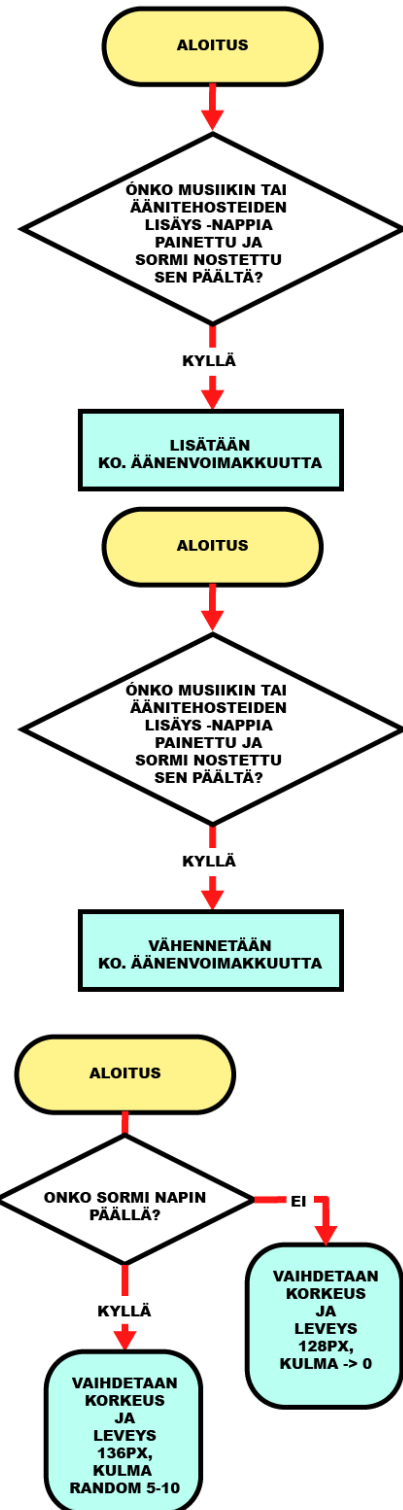 ALOITUS
ÓNKO MUSIIKIN TAI
ÄÄNITEHOSTEIDEN
LISÄYS -NAPPIA
PAINETTU JA
SORMI NOSTETTU
SEN PÄÄLTÄ?
KYLLÄ
LISÄTÄÄN
KO. ÄÄNENVOIMAKKUUTTA
ALOITUS
ÓNKO MUSIIKIN TAI
ÄÄNITEHOSTEIDEN
LISÄYS -NAPPIA
PAINETTU JA
SORMI NOSTETTU
SEN PÄÄLTÄ?
KYLLÄ
VÄHENNETÄÄN
KO. ÄÄNENVOIMAKKUUTTA
ALOITUS
ONKO SORMI NAPIN
PÄÄLLÄ?
EI
VAIHDETAAN
KORKEUS
JA
LEVEYS
128PX,
KULMA -> 0
KYLLÄ
VAIHDETAAN
KORKEUS
JA
LEVEYS
136PX,
KULMA
RANDOM 5-10